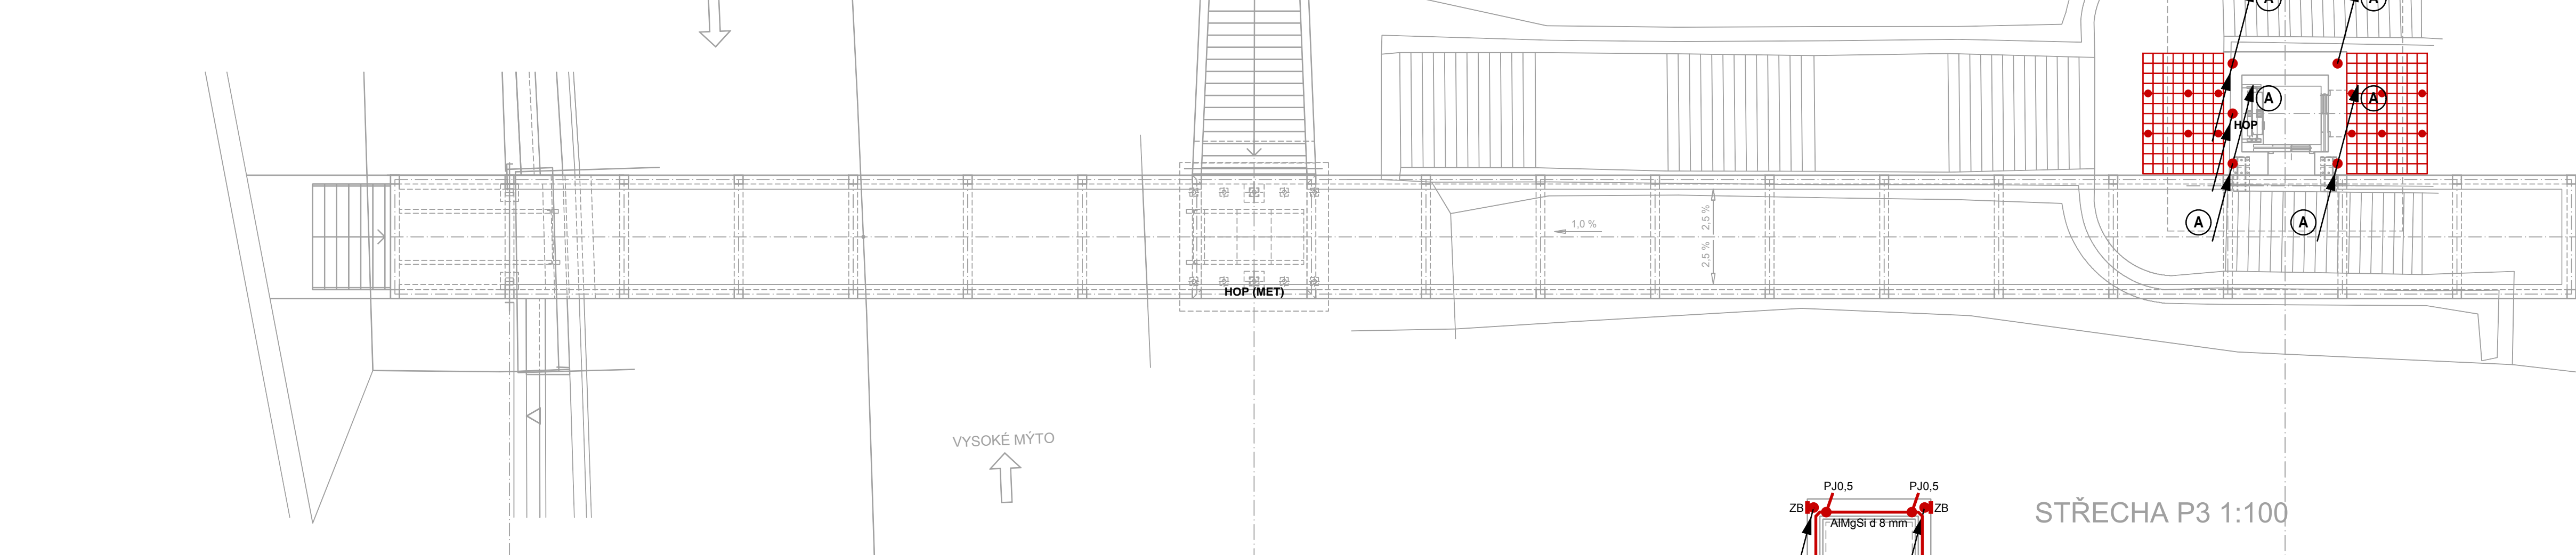 A
A
A
A
HOP
A
A
1,0 %
2,5 %
2,5 %
HOP (MET)
VYSOKÉ MÝTO
PJ0,5
PJ0,5
ZB
ZB
AlMgSi d 8 mm
STŘECHA P3 1:100